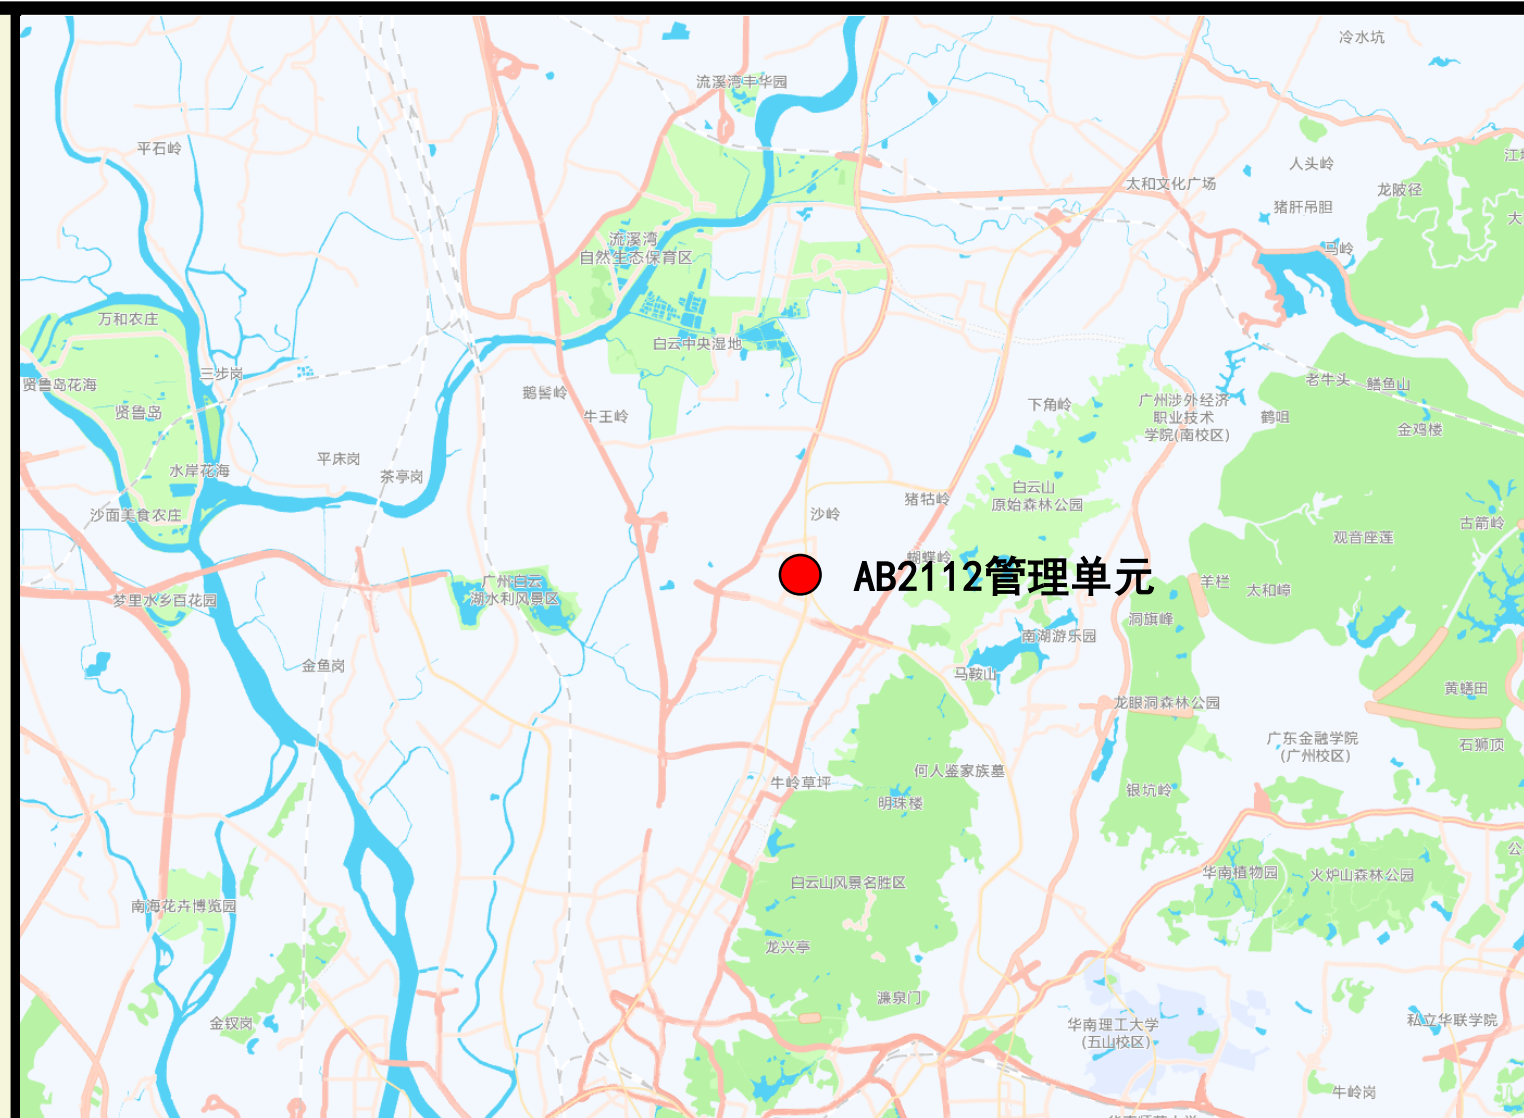 冷水坑
流溪湾丰华园
平石岭
人头岭
太和文化广场
龙陂径
猪肝吊胆
大
流溪湾
自然生态保育区
马岭
万和农庄
白云中央湿地
三步岗
贤鲁岛花海
老牛头
鳝鱼山
鹅髻岭
牛王岭
下角岭
广州涉外经济
职业技术
学院(南校区)
鹤咀
贤鲁岛
金鸡楼
平床岗
水岸花海
茶亭岗
白云山
原始森林公园
猪牯岭
沙岭
沙面美食农庄
古箭岭
观音座莲
蝴蝶岭
AB2112管理单元
广州白云
湖水利风景区
羊栏
太和嶂
梦里水乡百花园
洞旗峰
南湖游乐园
金鱼岗
马鞍山
黄蟮田
龙眼洞森林公园
广东金融学院
(广州校区)
石狮顶
何人鉴家族墓
牛岭草坪
银坑岭
明珠楼
公
华南植物园
火炉山森林公园
白云山风景名胜区
南海花卉博览园
龙兴亭
濂泉门
金钗岗
华南理工大学
(五山校区)
私立华联学院
牛岭岗